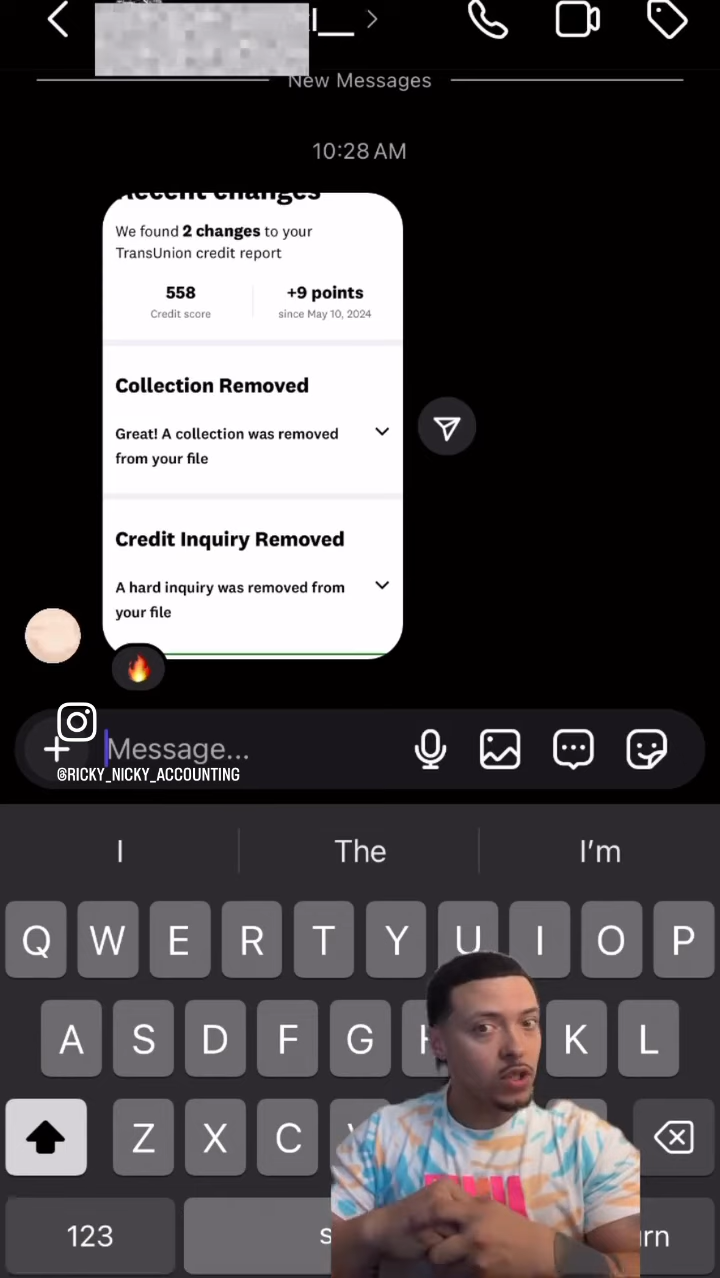 New Messages
10:28 AM
Recent changes
We found 2 changes to your
TransUnion credit report
558
+9 points
Credit score
since May 10, 2024
Collection Removed
Great! A collection was removed
from your file
Credit Inquiry Removed
A hard inquiry was removed from
your file
Message...
@RICKY_NICKY_ACCOUNTING
I The I'm
Q W E R T Y U I O P
A S D F G H K L
Z X C
123